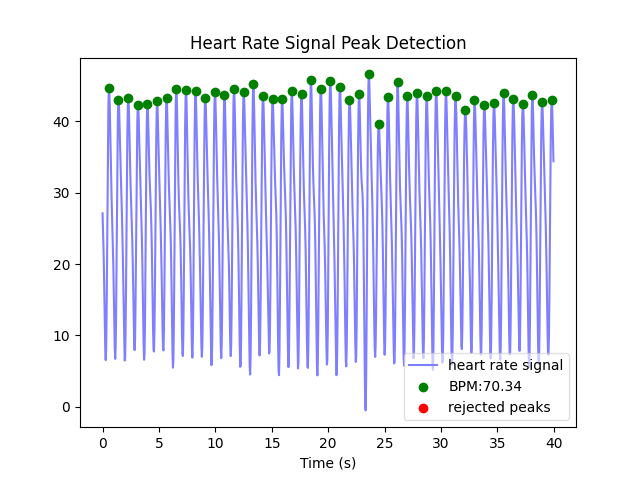 Heart Rate Signal Peak Detection
40
30
20
10
0
heart rate signal
BPM:70.34
rejected peaks
0 5 10 15 20 25 30 35 40
Time (s)